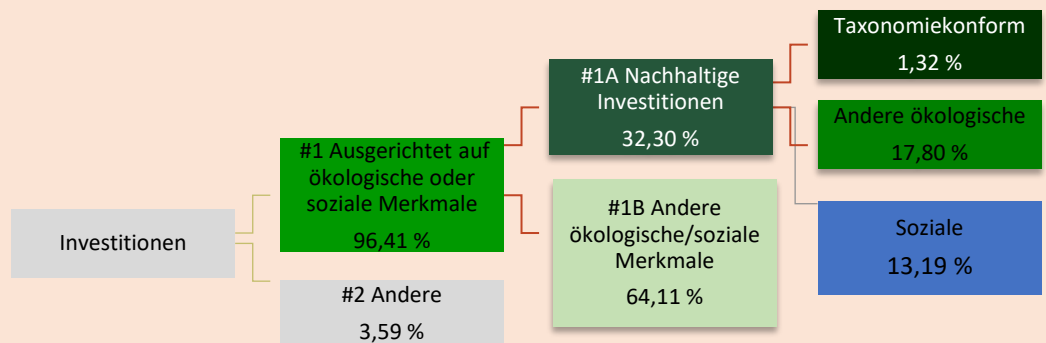 Investitionen
#1 Ausgerichtet auf
ökologische oder
soziale Merkmale
96,41 %
#2 Andere
3,59 %
#1A Nachhaltige
Investitionen
32,30 %
#1B Andere
ökologische/soziale
Merkmale
64,11 %
Taxonomiekonform
1,32 %
Andere ökologische
17,80 %
Soziale
13,19 %